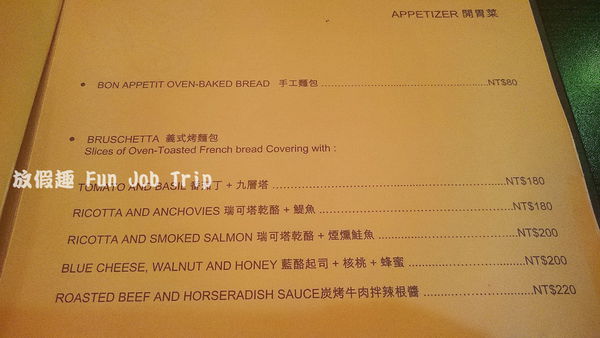 APPETIZER 開胃菜
• BON APPETIT OVEN-BAKED BREAD 手工麵包 ........................................NT$80
• BRUSCHETTA 義式烤麵包
Slices of Oven-Toasted French bread Covering with :
放假趣 Fun Job Trip
TOMATO AND BASIL 丁 + 九層塔 ........................................NT$180
RICOTTA AND ANCHOVIES 瑞可塔乾酪 + 鯷魚 ........................................NT$180
RICOTTA AND SMOKED SALMON 瑞可塔乾酪 + 煙燻鮭魚 ........................................NT$200
BLUE CHEESE, WALNUT AND HONEY 藍酪起司 + 核桃 + 蜂蜜 ........................................NT$200
ROASTED BEEF AND HORSERADISH SAUCE炭烤牛肉拌辣根醬 ........................................NT$220